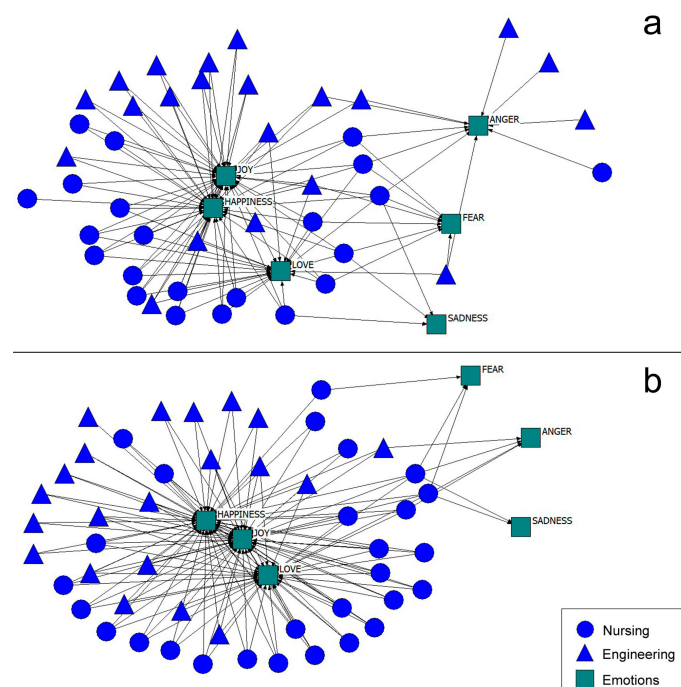 a
ANGER
JOY
HAPPINESS
FEAR
LOVE
SADNESS
b
FEAR
ANGER
HAPPINESS
SADNESS
JOY
LOVE
Nursing
Engineering
Emotions